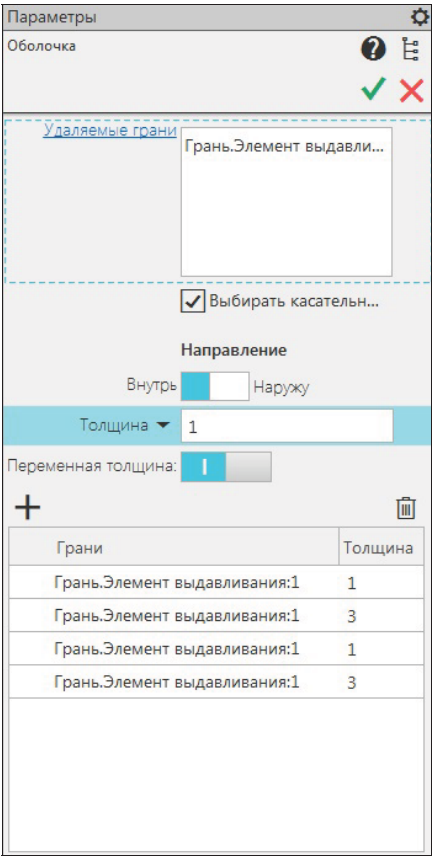 Параметры
Оболочка
Удаляемые грани
Грань.Элемент выдавли...
Выбирать касательн...
Направление
Внутрь Наружу
Толщина 1
Переменная толщина:
Грани Толщина
Грань.Элемент выдавливания:1 1
Грань.Элемент выдавливания:1 3
Грань.Элемент выдавливания:1 1
Грань.Элемент выдавливания:1 3